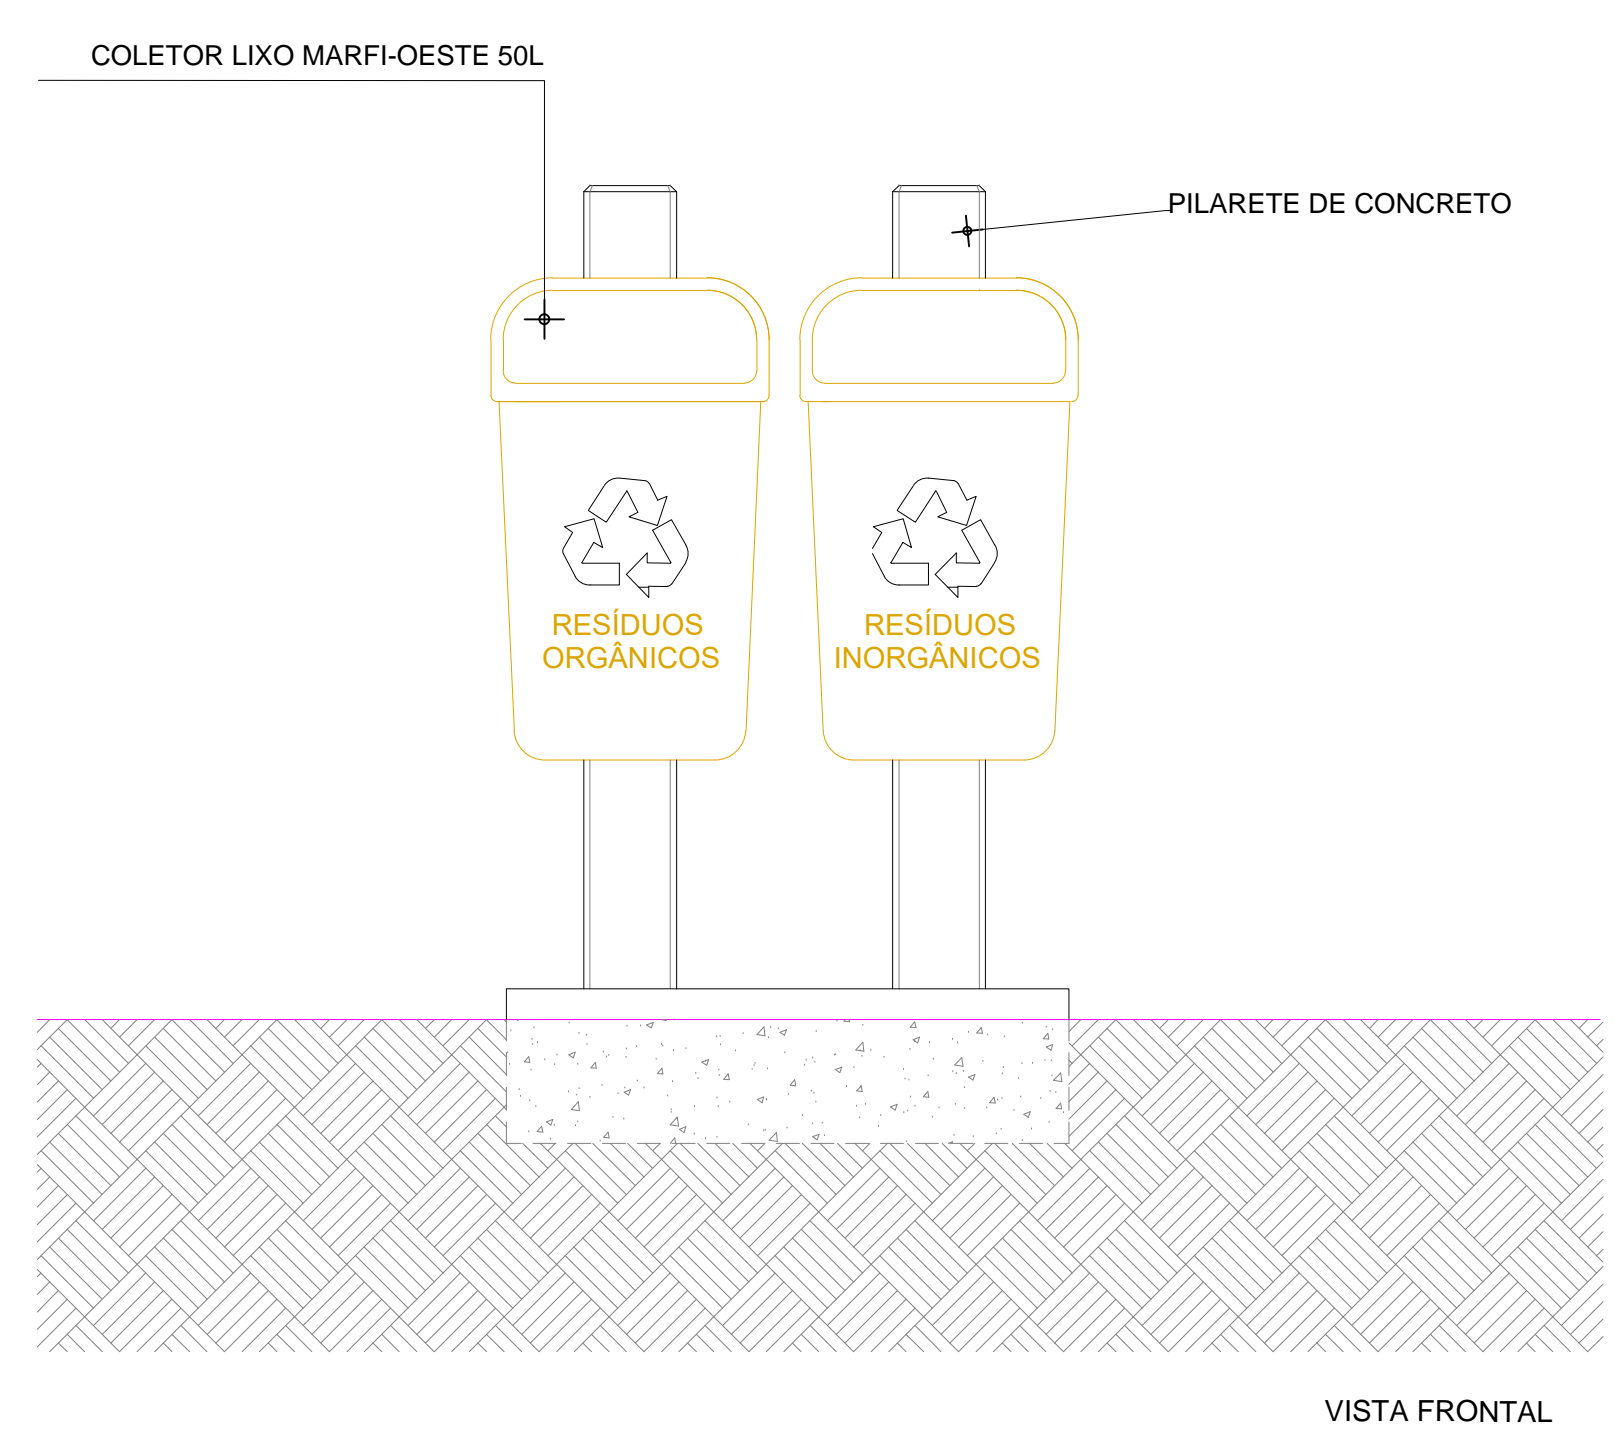 COLETOR LIXO MARFI-OESTE 50L
PILARETE DE CONCRETO
RESÍDUOS
ORGÂNICOS
RESÍDUOS
INORGÂNICOS
VISTA FRONTAL